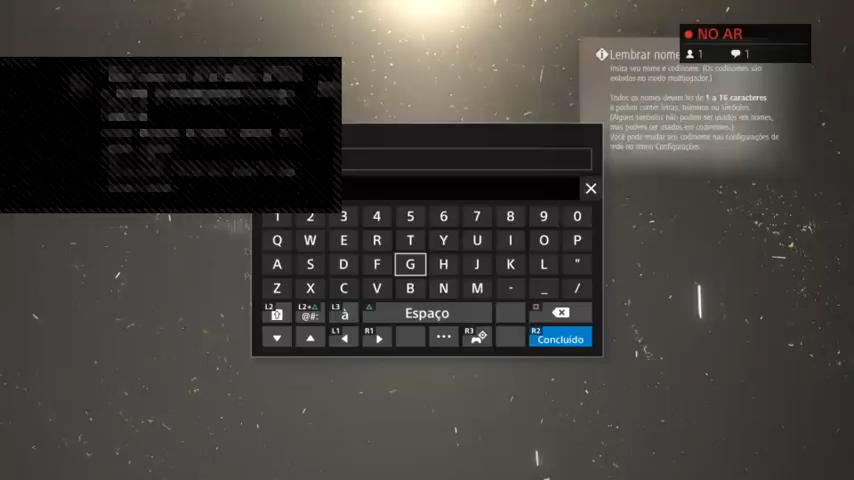 NO AR
1 1
Lembrar nome
Insira seu nome e codinome. (Os codinomes são
exibidos no modo multijogador.)
Todos os nomes devem ter de 1 a 16 caracteres
e podem conter letras, números ou símbolos.
(Alguns símbolos não podem ser usados em nomes,
mas podem ser usados em codinomes.)
Você pode mudar seu codinome nas configurações de
rede no menu Configurações.
1 2 3 4 5 6 7 8 9 0
Q W E R T Y U I O P
A S D F G H J K L "
Z X C V B N M - _ /
L2 L2+△ @#: L3 à △ Espaço □
L1 R1 ... R3 R2 Concluído